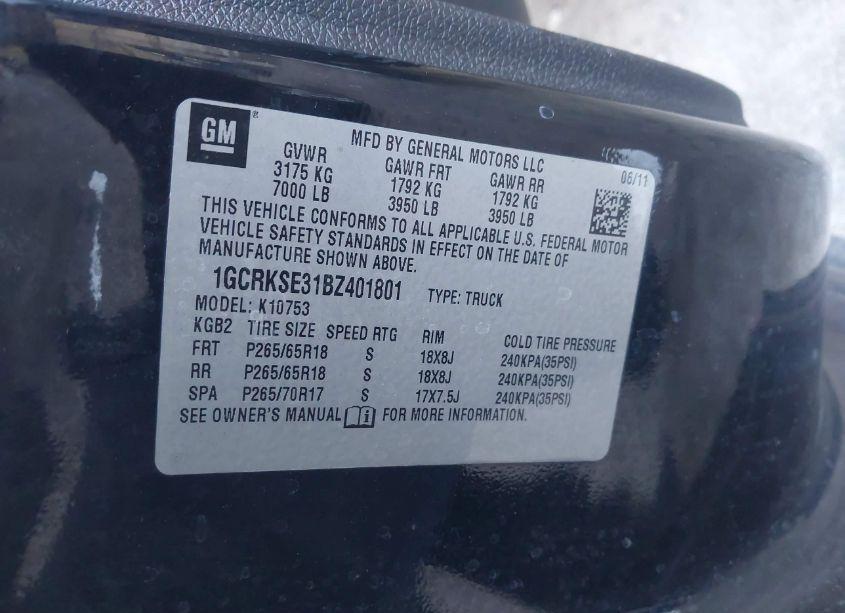 GM®
MFD BY GENERAL MOTORS LLC
06/11
GVWR GAWR FRT GAWR RR
3175 KG 1792 KG 1792 KG
7000 LB 3950 LB 3950 LB
THIS VEHICLE CONFORMS TO ALL APPLICABLE U.S. FEDERAL MOTOR
VEHICLE SAFETY STANDARDS IN EFFECT ON THE DATE OF
MANUFACTURE SHOWN ABOVE.
1GCRKSE31BZ401801 TYPE: TRUCK
MODEL: K10753
KGB2 TIRE SIZE SPEED RTG RIM COLD TIRE PRESSURE
FRT P265/65R18 S 18X8J 240KPA(35PSI)
RR P265/65R18 S 18X8J 240KPA(35PSI)
SPA P265/70R17 S 17X7.5J 240KPA(35PSI)
SEE OWNER'S MANUAL i FOR MORE INFORMATION.